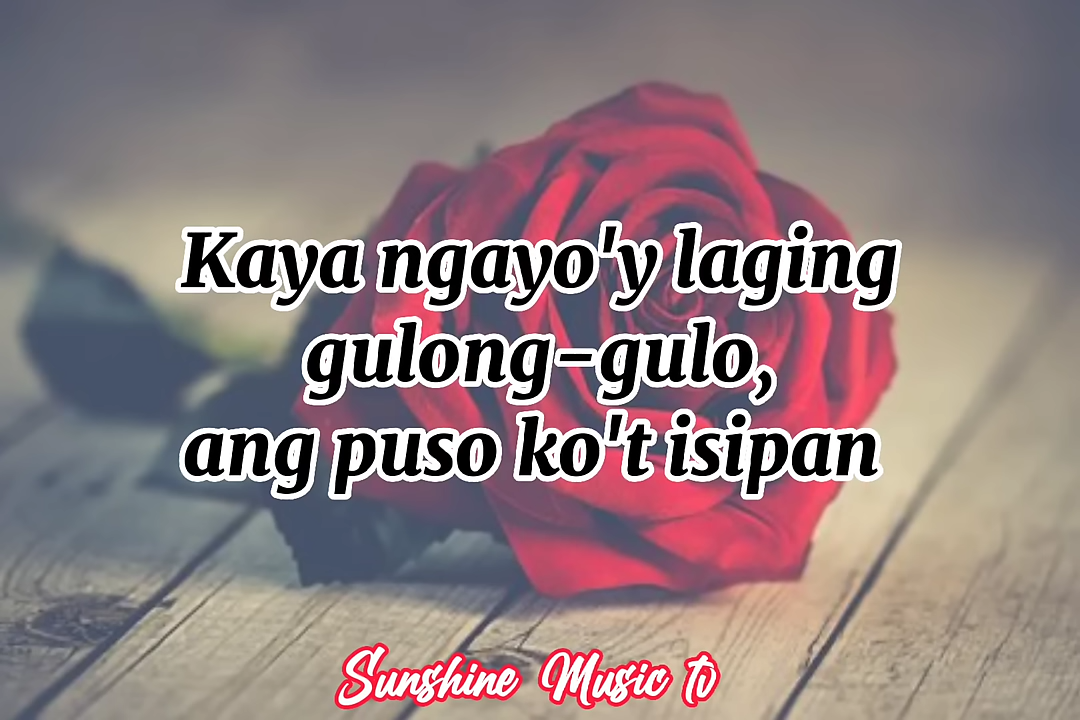 Kaya ngayo'y laging
gulong-gulo,
ang puso ko't isipan
Sunshine Music tv